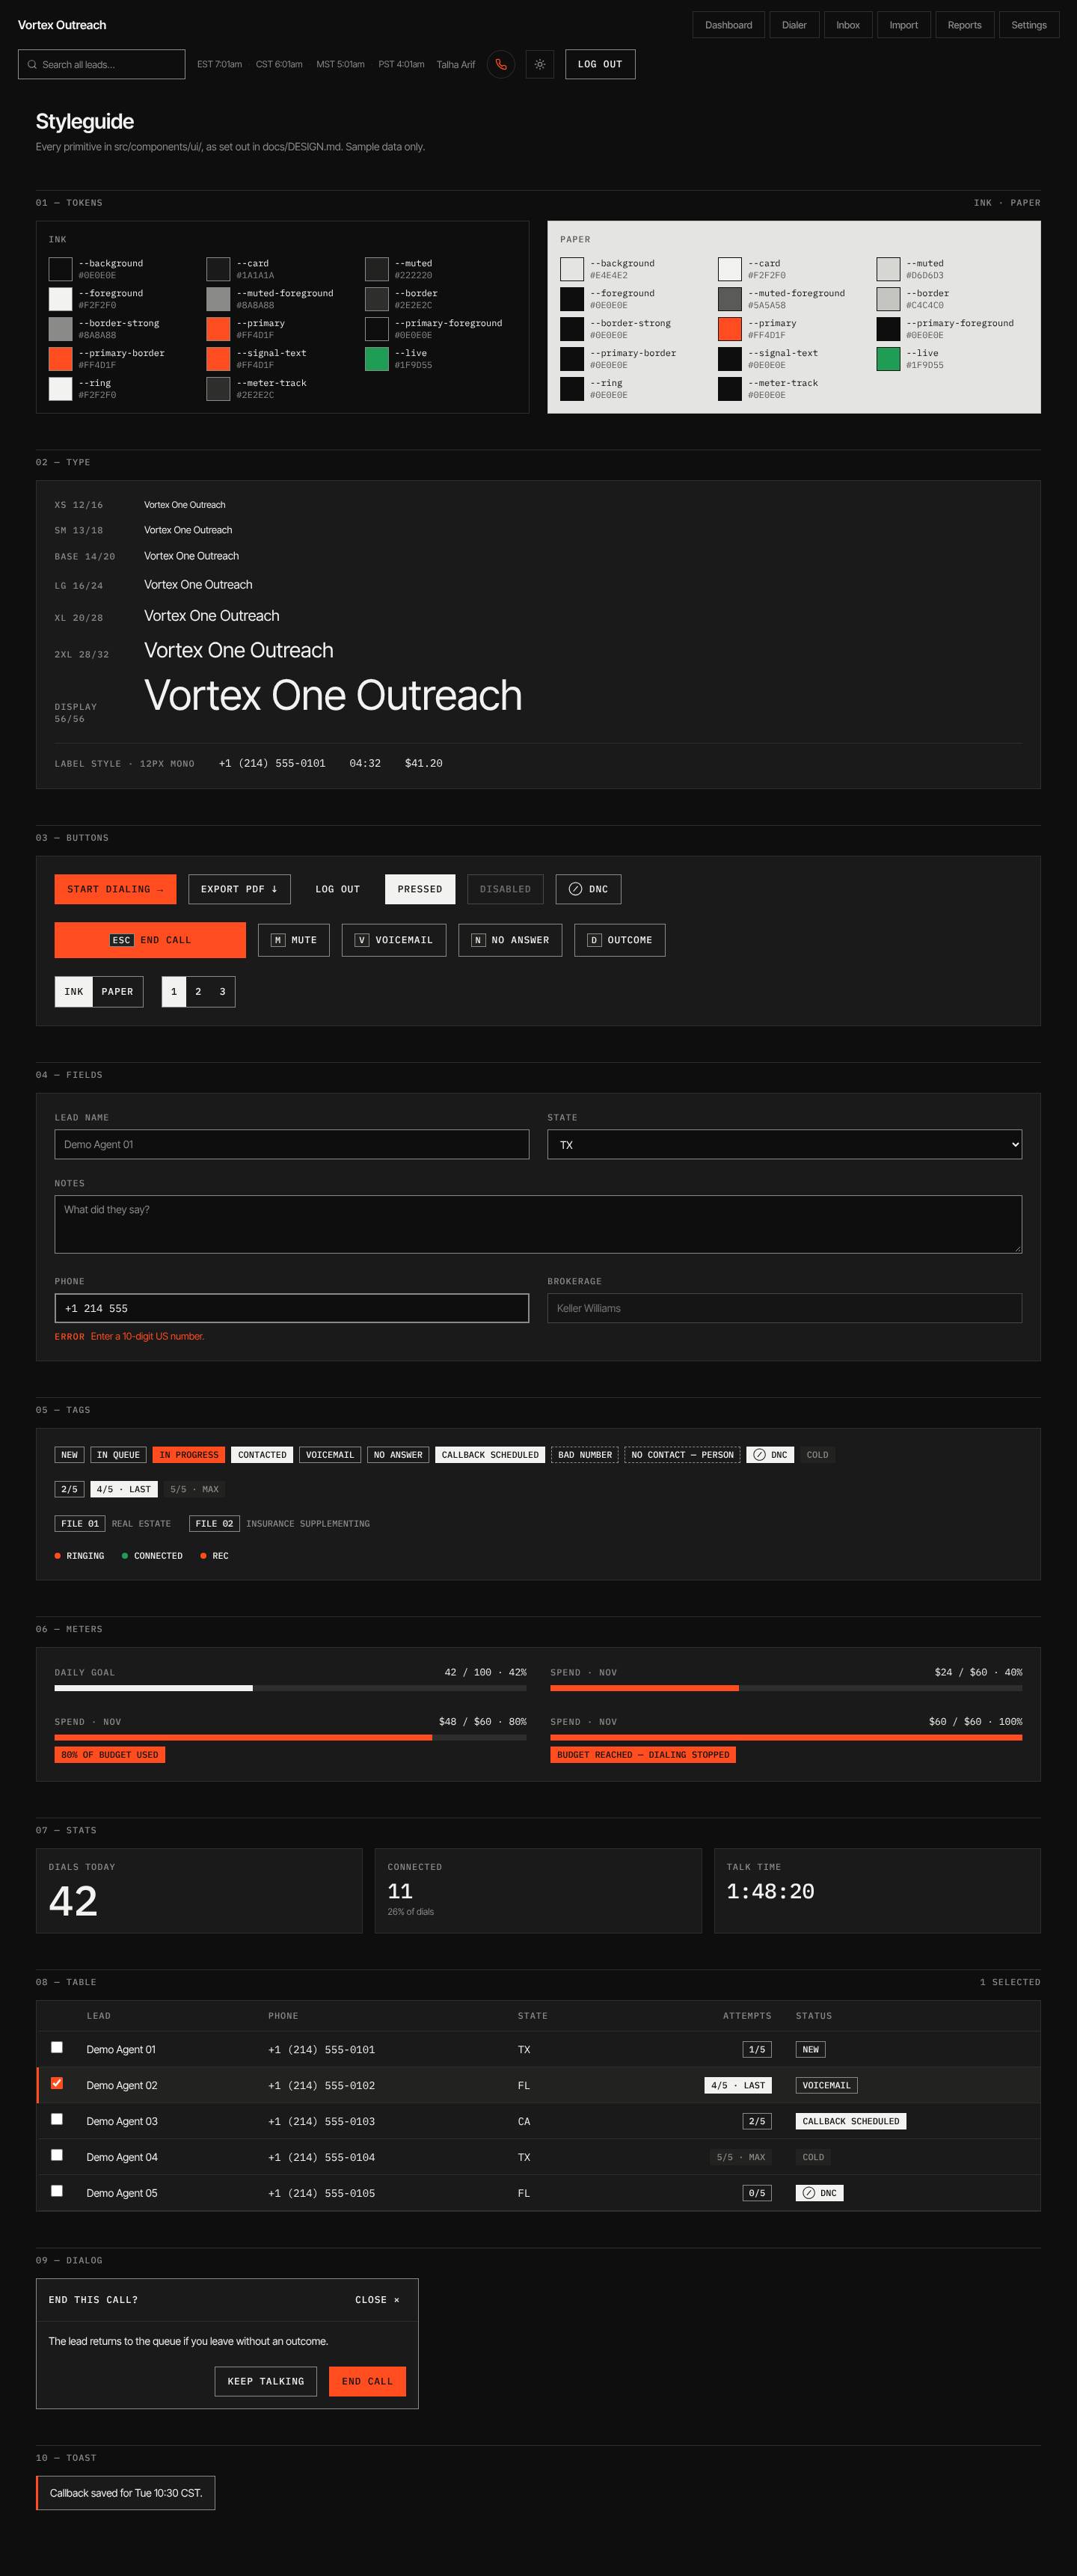 Vortex Outreach
Dashboard Dialer Inbox Import Reports Settings
Search all leads... EST 7:01am CST 6:01am MST 5:01am PST 4:01am Talha Arif LOG OUT
Styleguide
Every primitive in src/components/ui/, as set out in docs/DESIGN.md. Sample data only.
01 — TOKENS INK · PAPER
INK
--background --card --muted
#0E0E0E #1A1A1A #222220
--foreground --muted-foreground --border
#F2F2F0 #8A8A88 #2E2E2C
--border-strong --primary --primary-foreground
#8A8A88 #FF4D1F #0E0E0E
--primary-border --signal-text --live
#FF4D1F #FF4D1F #1F9D55
--ring --meter-track
#F2F2F0 #2E2E2C
PAPER
--background --card --muted
#E4E4E2 #F2F2F0 #D6D6D3
--foreground --muted-foreground --border
#0E0E0E #5A5A58 #C4C4C0
--border-strong --primary --primary-foreground
#0E0E0E #FF4D1F #0E0E0E
--primary-border --signal-text --live
#0E0E0E #0E0E0E #1F9D55
--ring --meter-track
#0E0E0E #0E0E0E
02 — TYPE
XS 12/16 Vortex One Outreach
SM 13/18 Vortex One Outreach
BASE 14/20 Vortex One Outreach
LG 16/24 Vortex One Outreach
XL 20/28 Vortex One Outreach
2XL 28/32 Vortex One Outreach
DISPLAY 56/56 Vortex One Outreach
LABEL STYLE · 12PX MONO +1 (214) 555-0101 04:32 $41.20
03 — BUTTONS
START DIALING → EXPORT PDF ↓ LOG OUT PRESSED DISABLED DNC
ESC END CALL M MUTE V VOICEMAIL N NO ANSWER D OUTCOME
INK PAPER 1 2 3
04 — FIELDS
LEAD NAME STATE
Demo Agent 01 TX
NOTES
What did they say?
PHONE BROKERAGE
+1 214 555 Keller Williams
ERROR Enter a 10-digit US number.
05 — TAGS
NEW IN QUEUE IN PROGRESS CONTACTED VOICEMAIL NO ANSWER CALLBACK SCHEDULED BAD NUMBER NO CONTACT — PERSON DNC COLD
2/5 4/5 · LAST 5/5 · MAX
FILE 01 REAL ESTATE FILE 02 INSURANCE SUPPLEMENTING
RINGING CONNECTED REC
06 — METERS
DAILY GOAL 42 / 100 · 42% SPEND · NOV $24 / $60 · 40%
SPEND · NOV $48 / $60 · 80% SPEND · NOV $60 / $60 · 100%
80% OF BUDGET USED BUDGET REACHED — DIALING STOPPED
07 — STATS
DIALS TODAY CONNECTED TALK TIME
42 11 1:48:20
26% of dials
08 — TABLE 1 SELECTED
LEAD PHONE STATE ATTEMPTS STATUS
Demo Agent 01 +1 (214) 555-0101 TX 1/5 NEW
Demo Agent 02 +1 (214) 555-0102 FL 4/5 · LAST VOICEMAIL
Demo Agent 03 +1 (214) 555-0103 CA 2/5 CALLBACK SCHEDULED
Demo Agent 04 +1 (214) 555-0104 TX 5/5 · MAX COLD
Demo Agent 05 +1 (214) 555-0105 FL 0/5 DNC
09 — DIALOG
END THIS CALL? CLOSE ×
The lead returns to the queue if you leave without an outcome.
KEEP TALKING END CALL
10 — TOAST
Callback saved for Tue 10:30 CST.